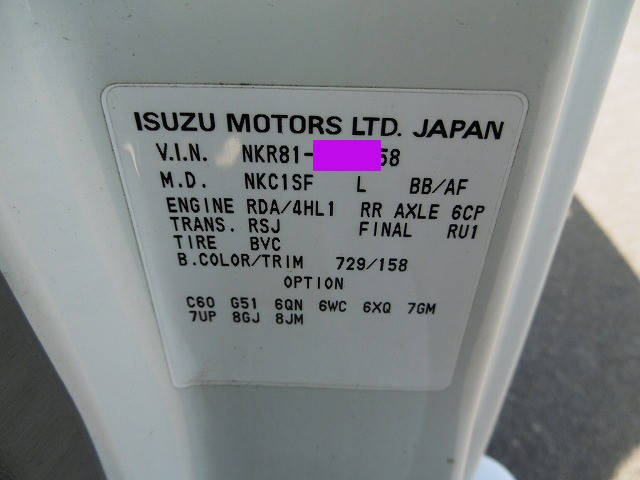 ISUZU MOTORS LTD. JAPAN
V.I.N. NKR81- 58
M.D. NKC1SF L BB/AF
ENGINE RDA/4HL1 RR AXLE 6CP
TRANS. RSJ FINAL RU1
TIRE BVC
B.COLOR/TRIM 729/158
OPTION
C60 G51 6QN 6WC 6XQ 7GM
7UP 8GJ 8JM